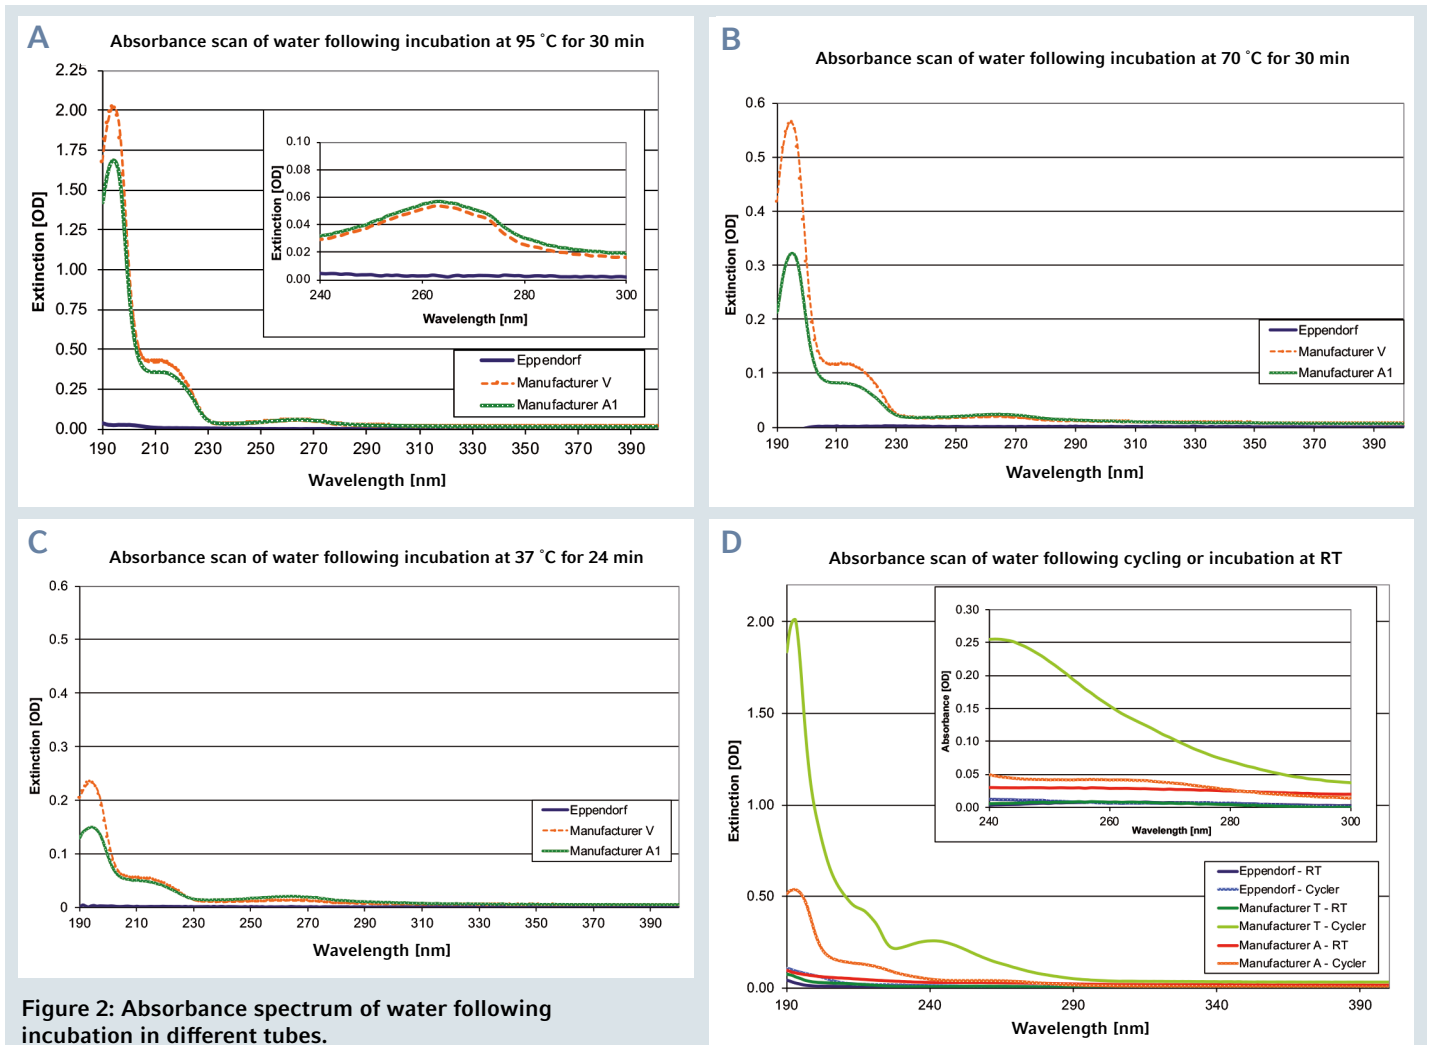 A
Absorbance scan of water following incubation at 95 ˚C for 30 min
Extinction [OD]
2.25
2.00
1.75
1.50
1.25
1.00
0.75
0.50
0.25
0.00
190 210 230 250 270 290 310 330 350 370 390
Wavelength [nm]
Extinction [OD]
0.10
0.08
0.06
0.04
0.02
0.00
240 260 280 300
Wavelength [nm]
Eppendorf
Manufacturer V
Manufacturer A1
B
Absorbance scan of water following incubation at 70 ˚C for 30 min
Extinction [OD]
0.6
0.5
0.4
0.3
0.2
0.1
0
190 210 230 250 270 290 310 330 350 370 390
Wavelength [nm]
Eppendorf
Manufacturer V
Manufacturer A1
C
Absorbance scan of water following incubation at 37 ˚C for 24 min
Extinction [OD]
0.6
0.5
0.4
0.3
0.2
0.1
0
190 210 230 250 270 290 310 330 350 370 390
Wavelength [nm]
Eppendorf
Manufacturer V
Manufacturer A1
D
Absorbance scan of water following cycling or incubation at RT
Extinction [OD]
2.00
1.50
1.00
0.50
0.00
190 240 290 340 390
Wavelength [nm]
Absorbance [OD]
0.30
0.25
0.20
0.15
0.10
0.05
0.00
240 260 280 300
Wavelength [nm]
Eppendorf - RT
Eppendorf - Cycler
Manufacturer T - RT
Manufacturer T - Cycler
Manufacturer A - RT
Manufacturer A - Cycler
Figure 2: Absorbance spectrum of water following
incubation in different tubes.